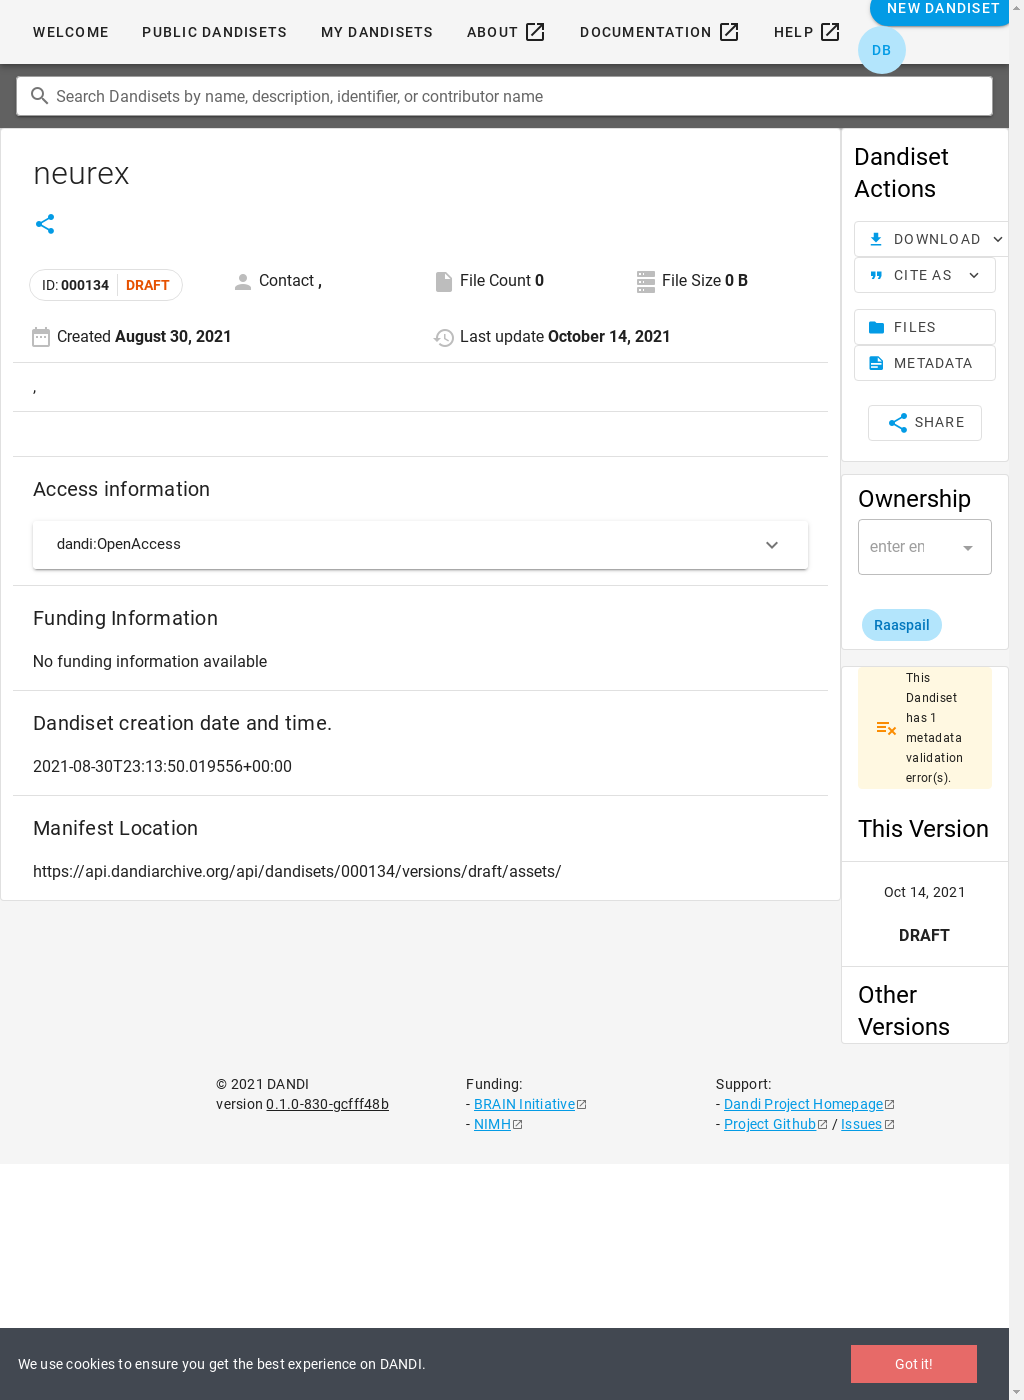 NEW DANDISET
WELCOME PUBLIC DANDISETS MY DANDISETS ABOUT DOCUMENTATION HELP
DB
Search Dandisets by name, description, identifier, or contributor name
neurex
ID: 000134 DRAFT
Contact ,
File Count 0
File Size 0 B
Created August 30, 2021
Last update October 14, 2021
,
Access information
dandi:OpenAccess
Funding Information
No funding information available
Dandiset creation date and time.
2021-08-30T23:13:50.019556+00:00
Manifest Location
https://api.dandiarchive.org/api/dandisets/000134/versions/draft/assets/
Dandiset
Actions
DOWNLOAD
CITE AS
FILES
METADATA
SHARE
Ownership
enter en
Raaspail
This
Dandiset
has 1
metadata
validation
error(s).
This Version
Oct 14, 2021
DRAFT
Other
Versions
© 2021 DANDI
version 0.1.0-830-gcfff48b
Funding:
- BRAIN Initiative
- NIMH
Support:
- Dandi Project Homepage
- Project Github / Issues
We use cookies to ensure you get the best experience on DANDI.
Got it!